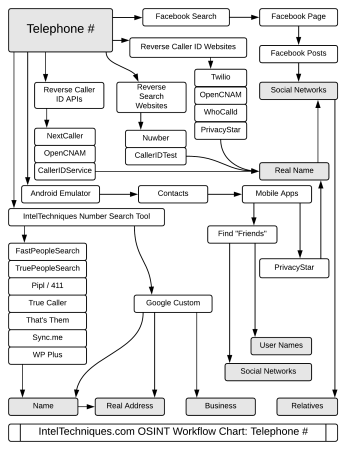 Telephone #
Facebook Search
Facebook Page
Reverse Caller ID Websites
Facebook Posts
Reverse Caller
ID APIs
Reverse
Search
Websites
Twilio
OpenCNAM
WhoCalld
PrivacyStar
Social Networks
NextCaller
OpenCNAM
CallerIDService
Nuwber
CallerIDTest
Real Name
Android Emulator
Contacts
Mobile Apps
IntelTechniques Number Search Tool
Find "Friends"
FastPeopleSearch
TruePeopleSearch
Pipl / 411
True Caller
That's Them
Sync.me
WP Plus
PrivacyStar
Google Custom
User Names
Social Networks
Name
Real Address
Business
Relatives
IntelTechniques.com OSINT Workflow Chart: Telephone #